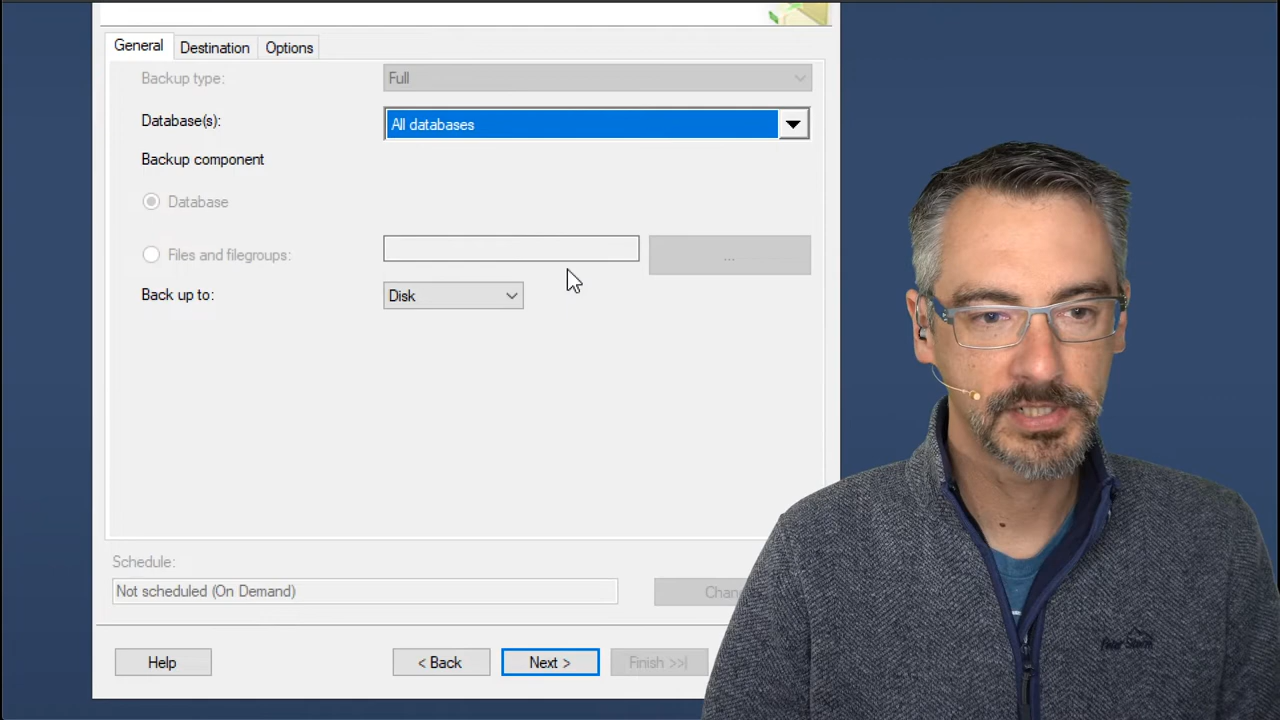 General Destination Options
Backup type: Full
Database(s): All databases
Backup component
Database
Files and filegroups: ...
Back up to: Disk
Schedule:
Not scheduled (On Demand)
Help < Back Next > Finish >>|